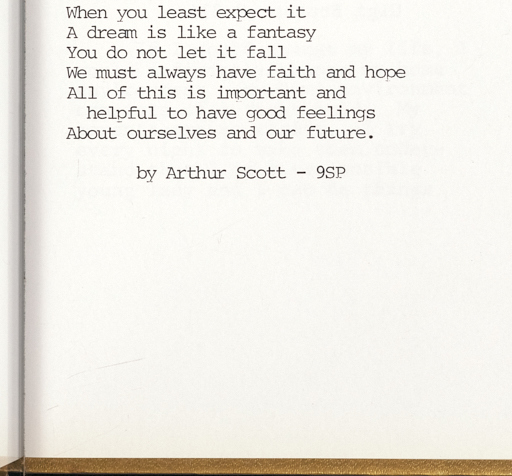 When you least expect it
A dream is like a fantasy
You do not let it fall
We must always have faith and hope
All of this is important and
helpful to have good feelings
About ourselves and our future.
by Arthur Scott - 9SP